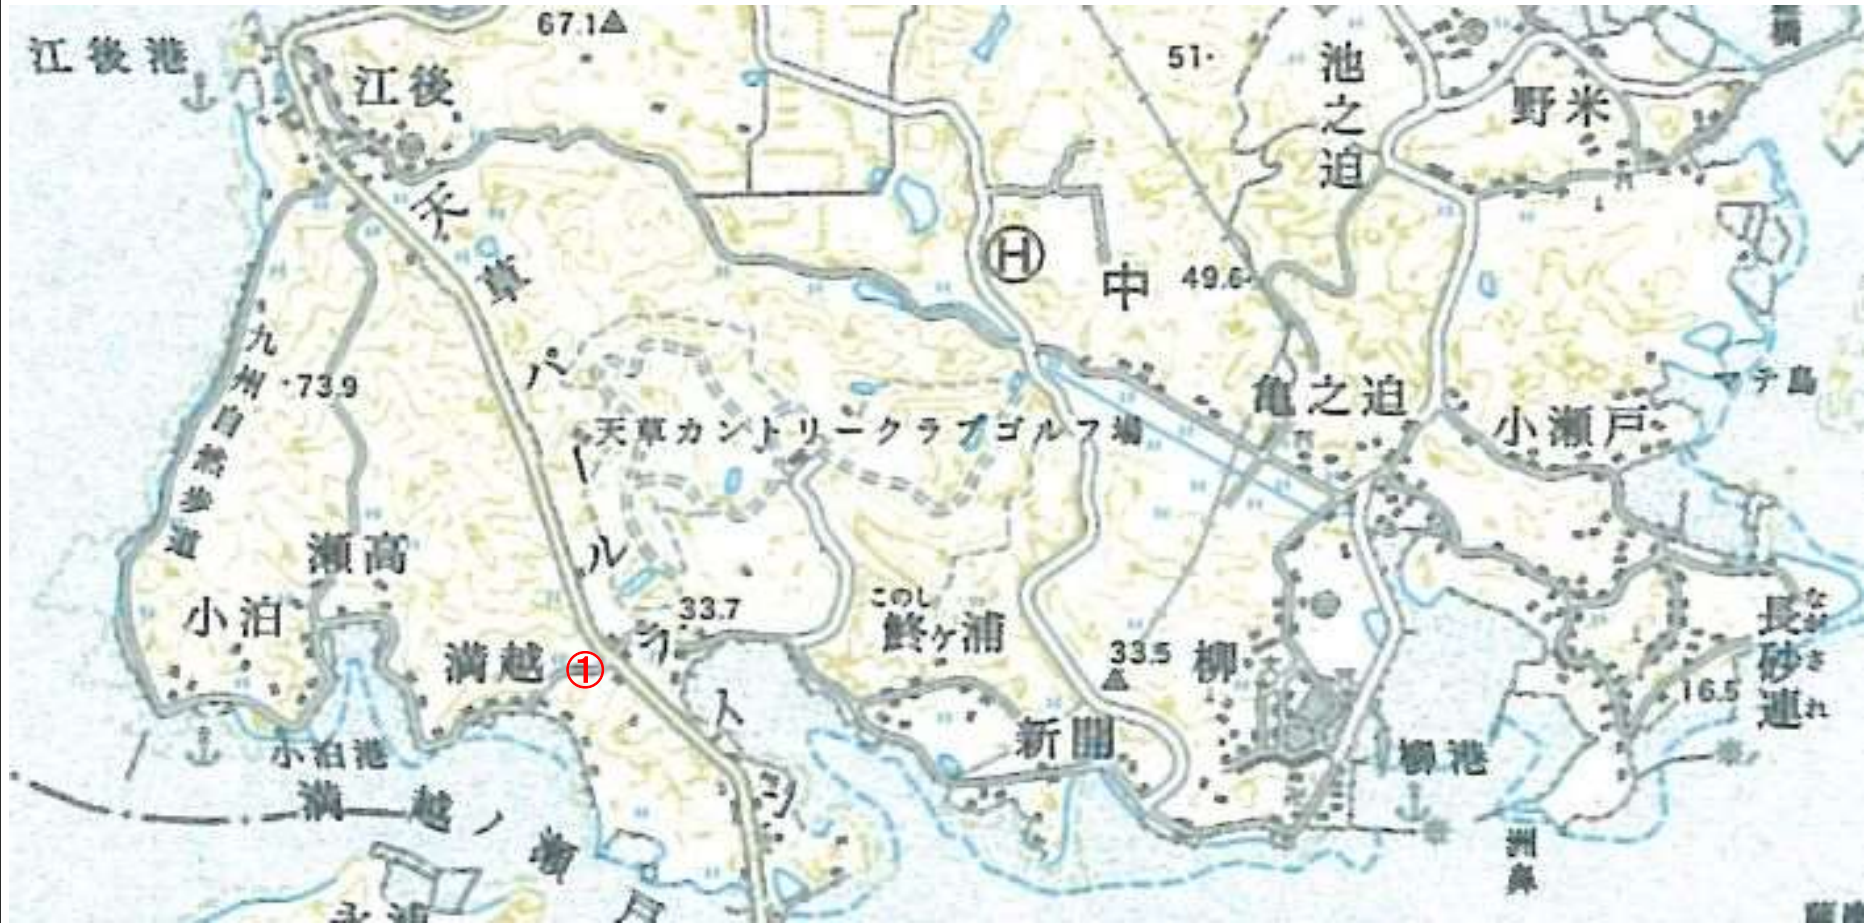 67.1
江後港
江後
51
池之迫
野米
天草パールライン
H
中
49.6
九州自然歩道
73.9
天草カントリークラブゴルフ場
亀之迫
小瀬戸
マテ島
瀬高
小泊
満越
①
33.7
このし
鮗ヶ浦
33.5
柳
長砂連
ながされ
16.5
新開
小泊港
柳港
満越ノ瀬戸
洲鼻
永浦